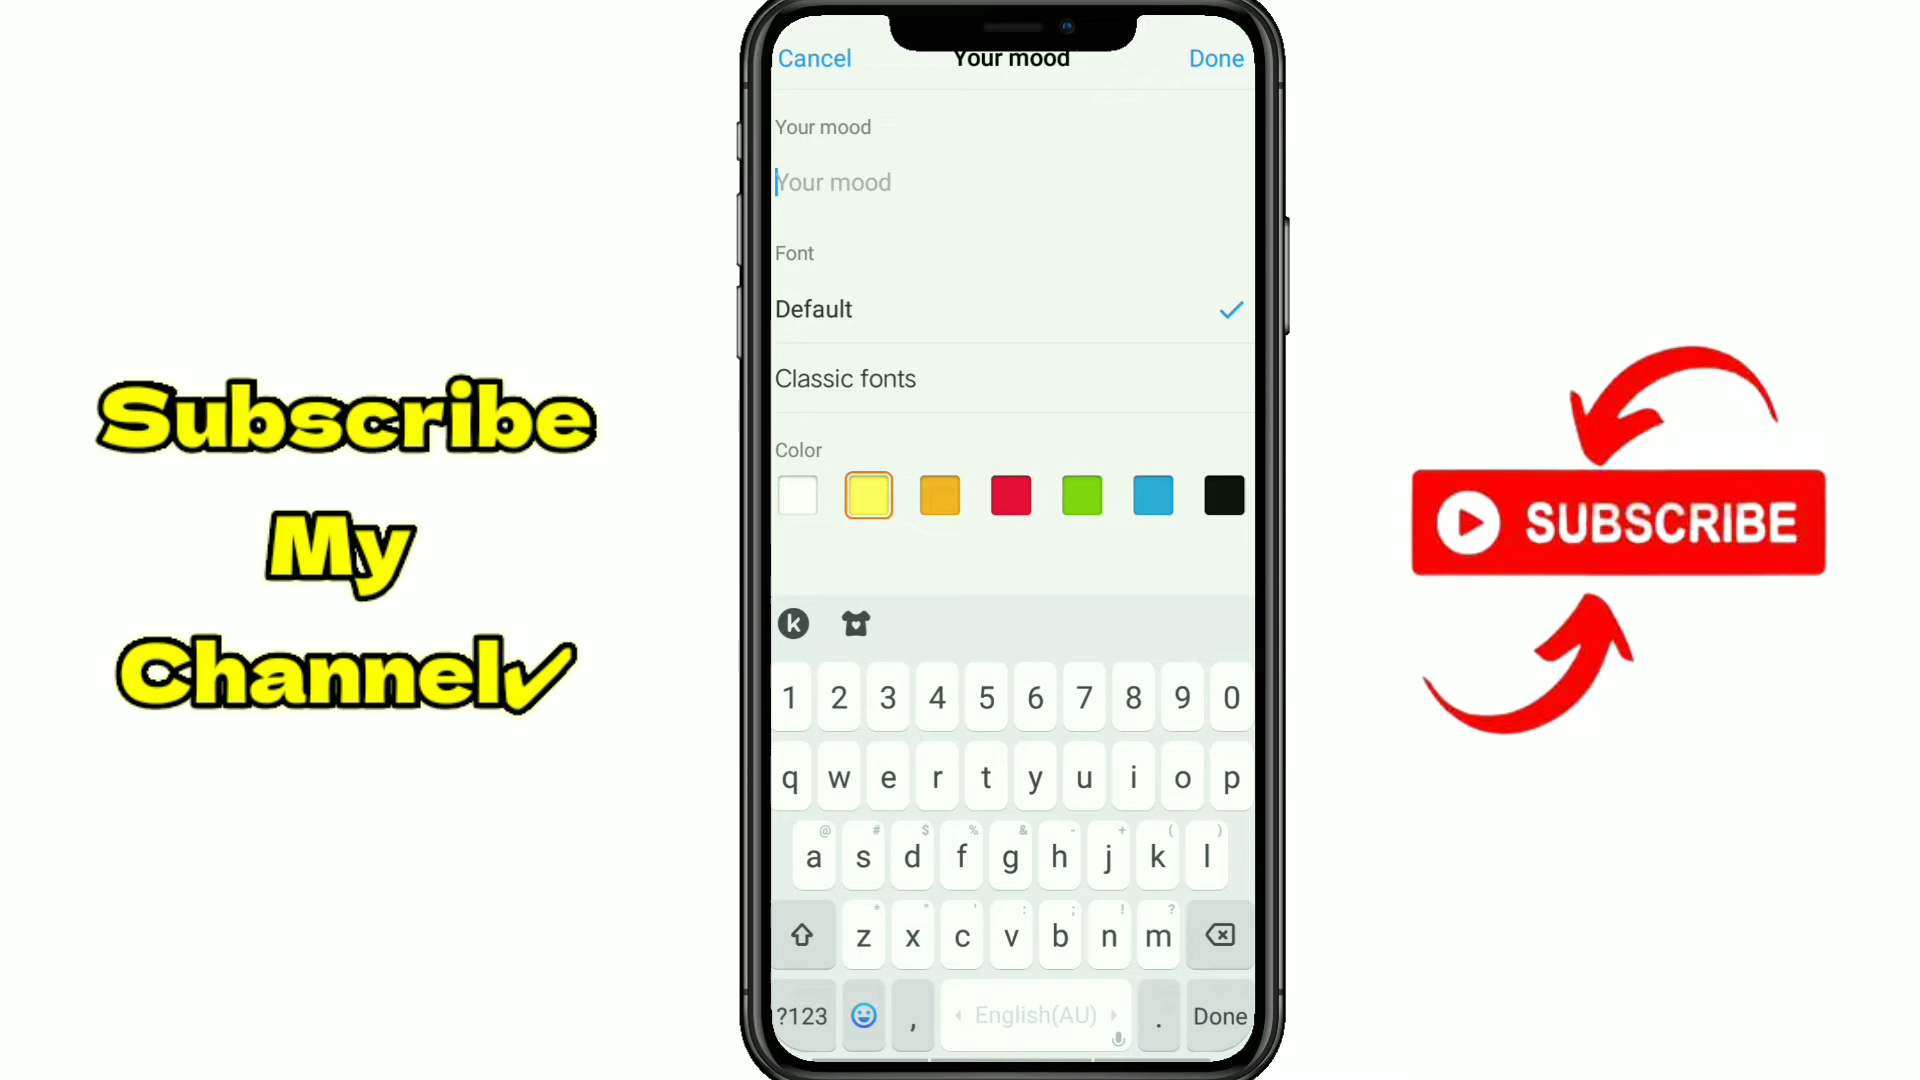 Cancel Your mood Done
Your mood
Your mood
Font
Default
Classic fonts
Color
k
1 2 3 4 5 6 7 8 9 0
q w e r t y u i o p
@ # $ % & - + ( )
a s d f g h j k l
* " ' : ; ! ?
z x c v b n m
?123 , English(AU) . Done
Subscribe
My
Channel✓
SUBSCRIBE